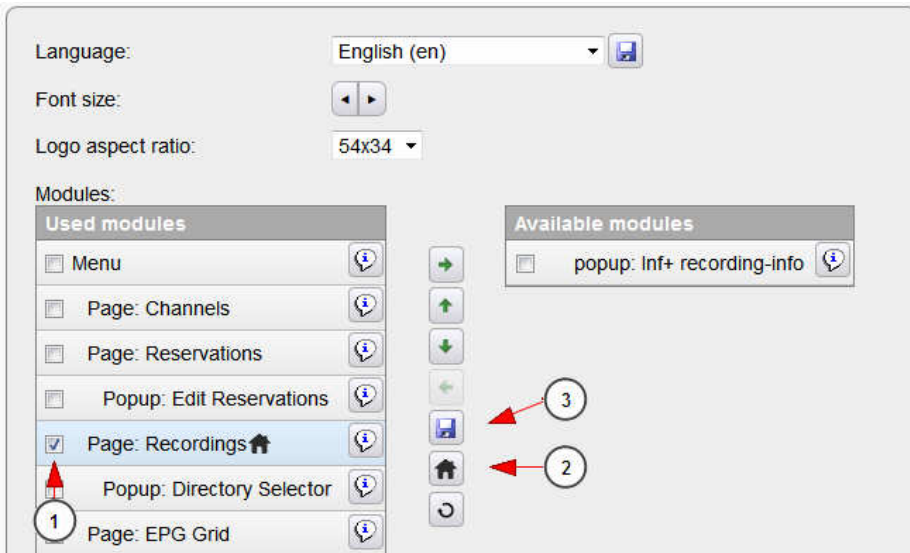 Language:
English (en)
Font size:
Logo aspect ratio:
54x34
Modules:
Used modules
Available modules
Menu
popup: Inf+ recording-info
Page: Channels
Page: Reservations
Popup: Edit Reservations
3
Page: Recordings
2
Popup: Directory Selector
1
Page: EPG Grid